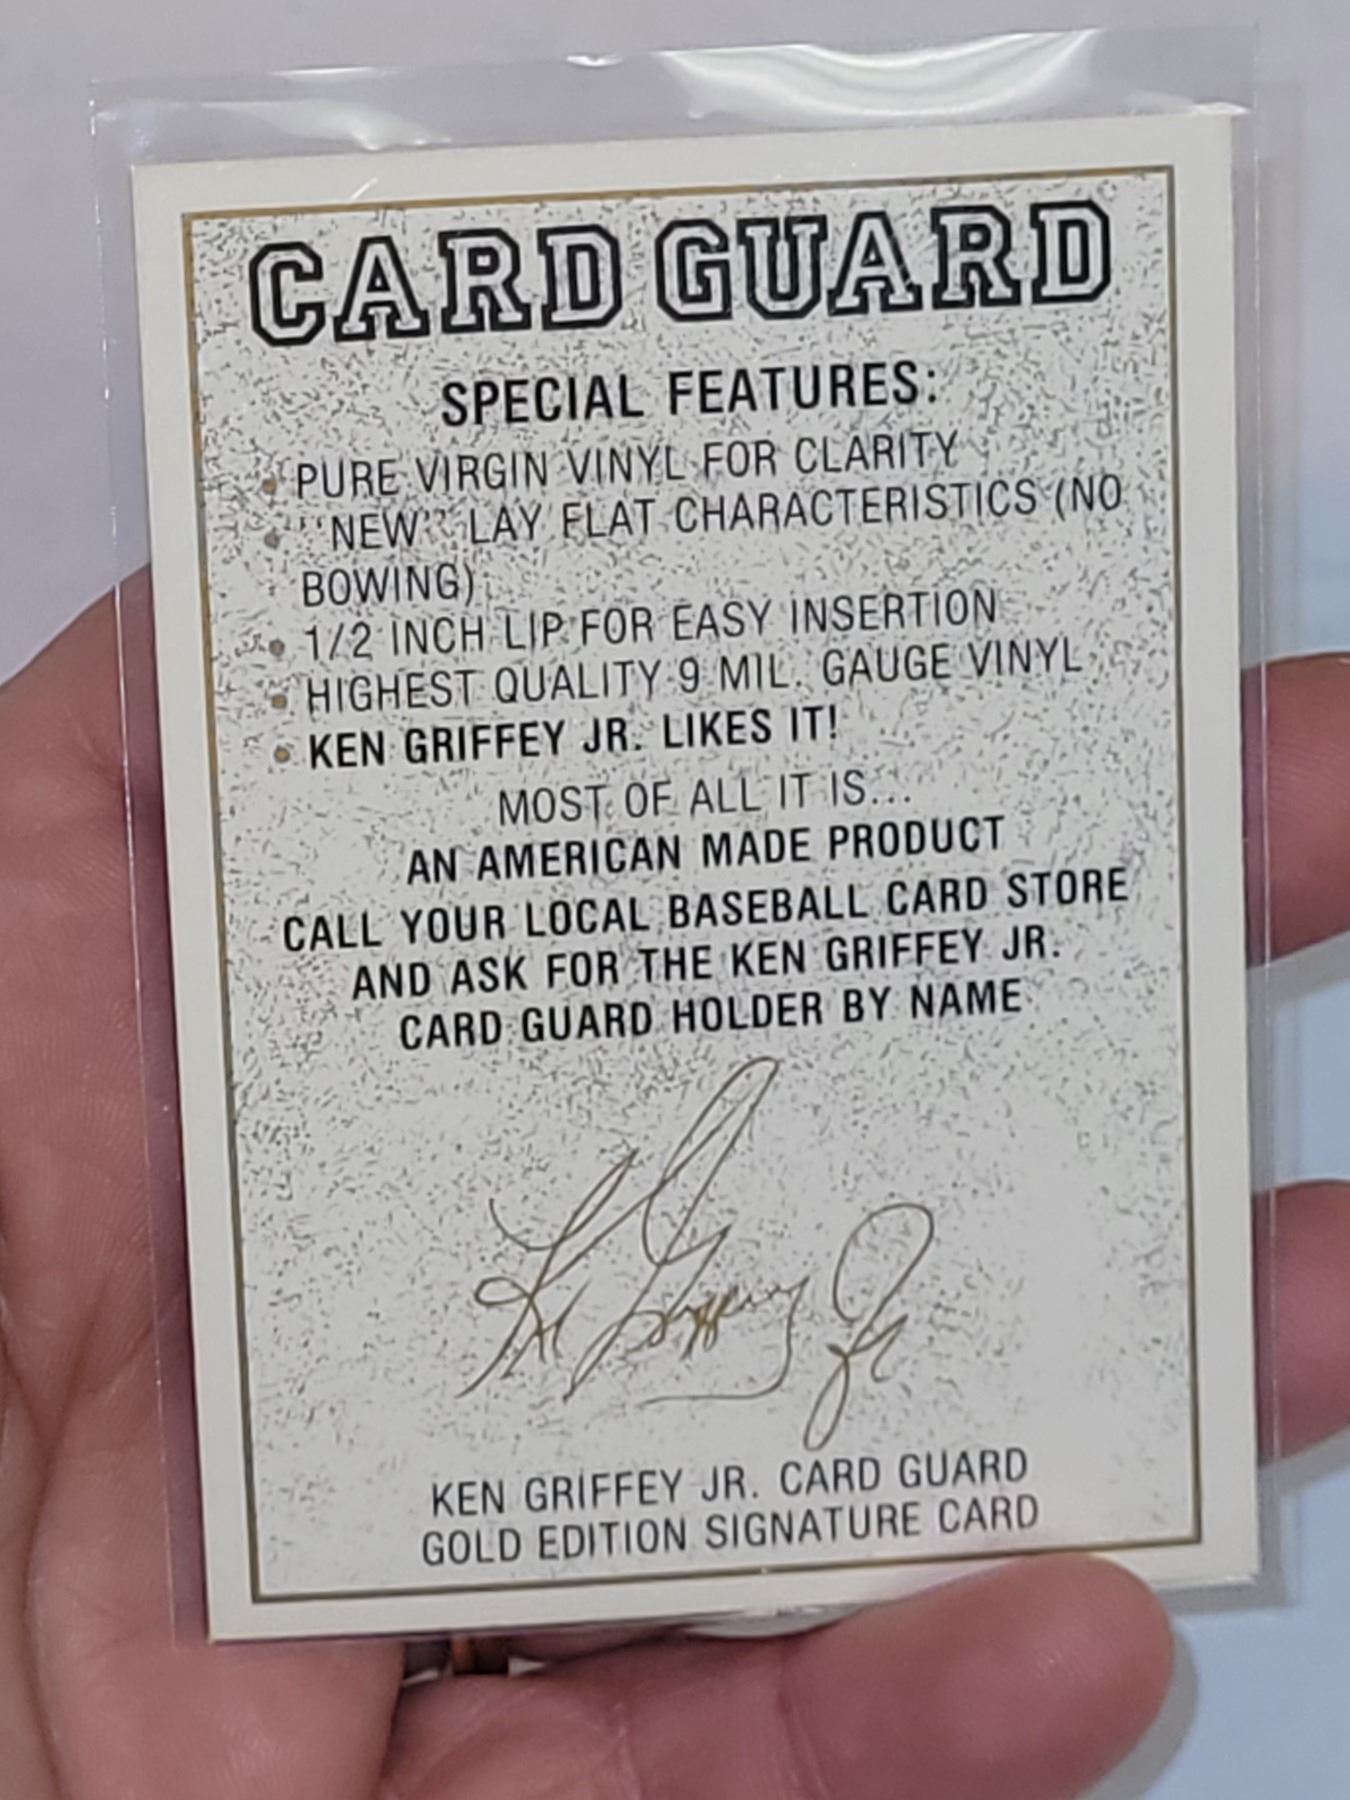 CARD GUARD
SPECIAL FEATURES:
• PURE VIRGIN VINYL FOR CLARITY
• "NEW" LAY FLAT CHARACTERISTICS (NO
BOWING)
• 1/2 INCH LIP FOR EASY INSERTION
• HIGHEST QUALITY 9 MIL. GAUGE VINYL
• KEN GRIFFEY JR. LIKES IT!
MOST OF ALL IT IS...
AN AMERICAN MADE PRODUCT
CALL YOUR LOCAL BASEBALL CARD STORE
AND ASK FOR THE KEN GRIFFEY JR.
CARD GUARD HOLDER BY NAME
Ken Griffey Jr
KEN GRIFFEY JR. CARD GUARD
GOLD EDITION SIGNATURE CARD